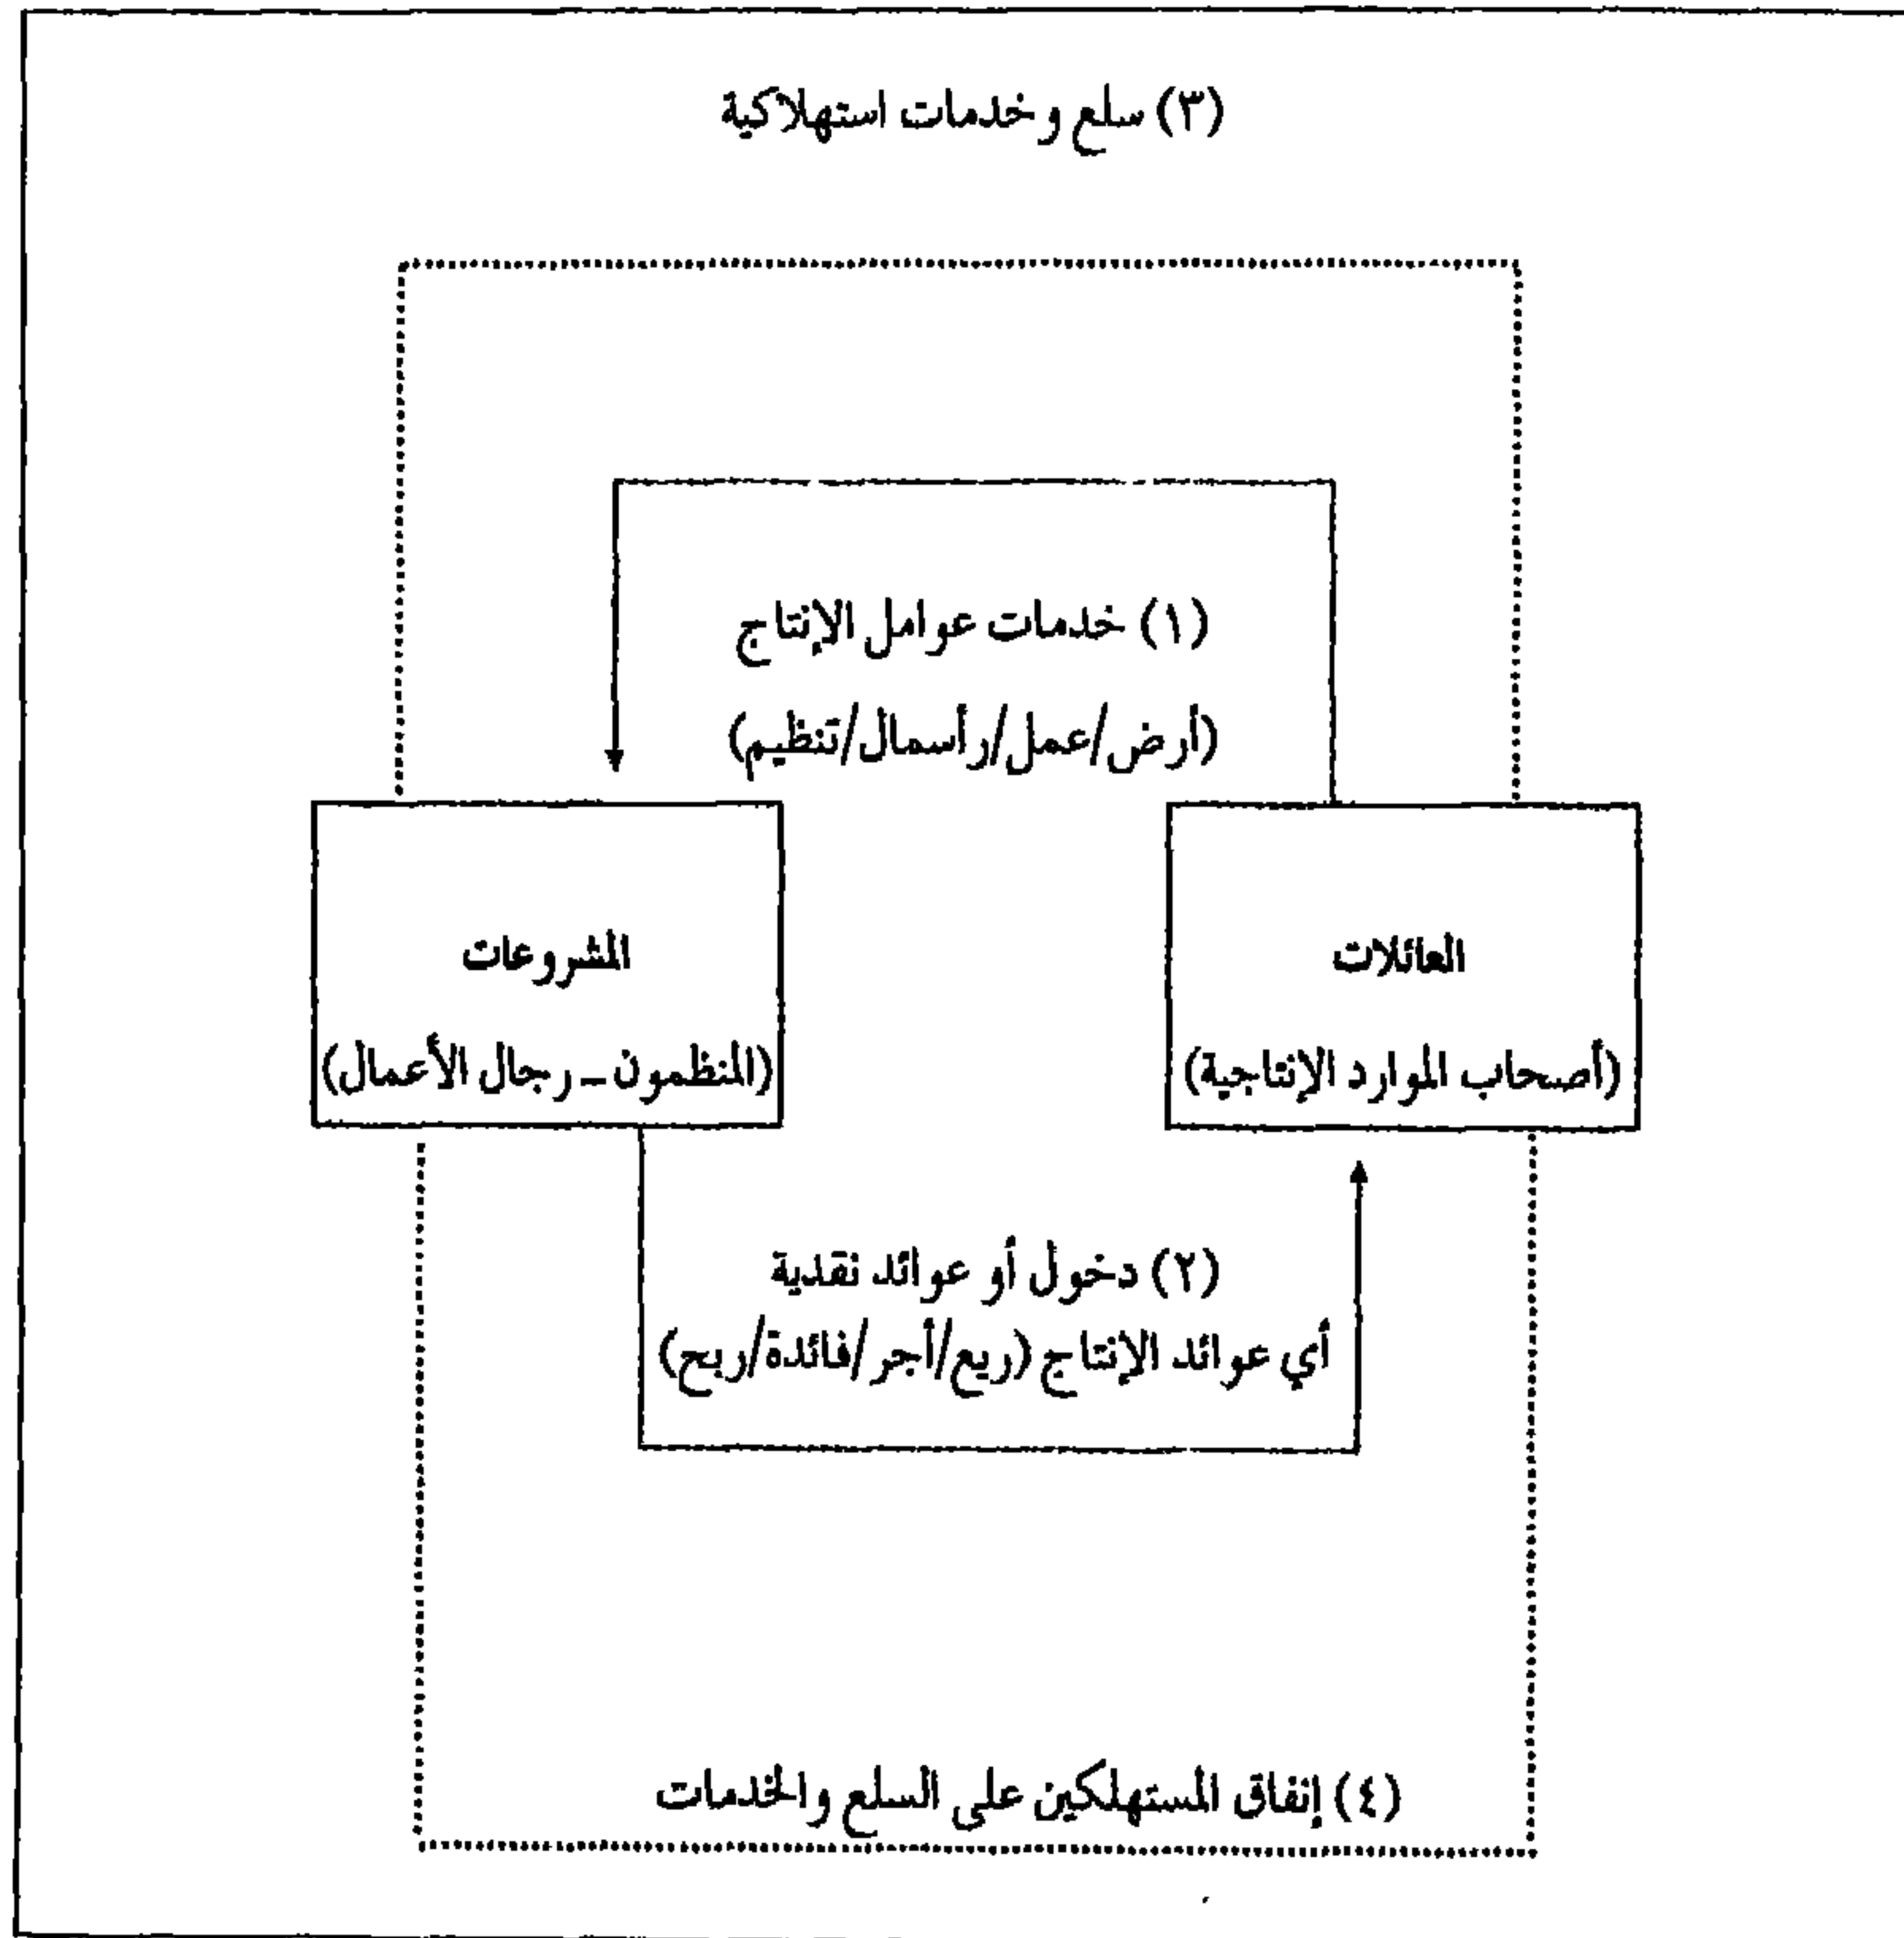 (٣) سلع وخدمات استهلاكية
(١) خدمات عوامل الإنتاج
(أرض/عمل/رأسمال/تنظيم)
العائلات
(أصحاب الموارد الإنتاجية)
المشروعات
(المنظمون ـ رجال الأعمال)
(٢) دخول أو عوائد نقدية
أي عوائد الإنتاج (ريع/أجر/فائدة/ربح)
(٤) إنفاق المستهلكين على السلع والخدمات